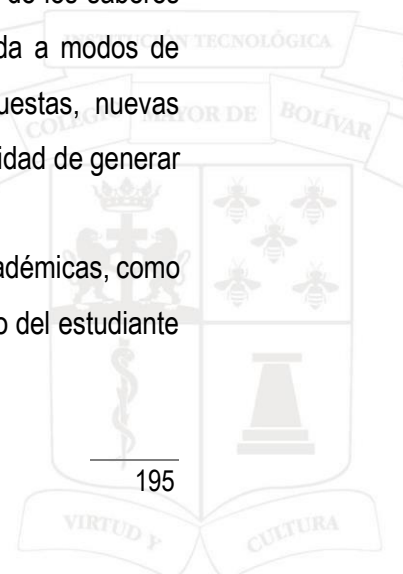 de los saberes
INSTITUCIÓN TECNOLÓGICA
da a modos de
uestas, nuevas
COLEGIO MAYOR DE BOLÍVAR
idad de generar
adémicas, como
o del estudiante
195
VIRTUD Y CULTURA